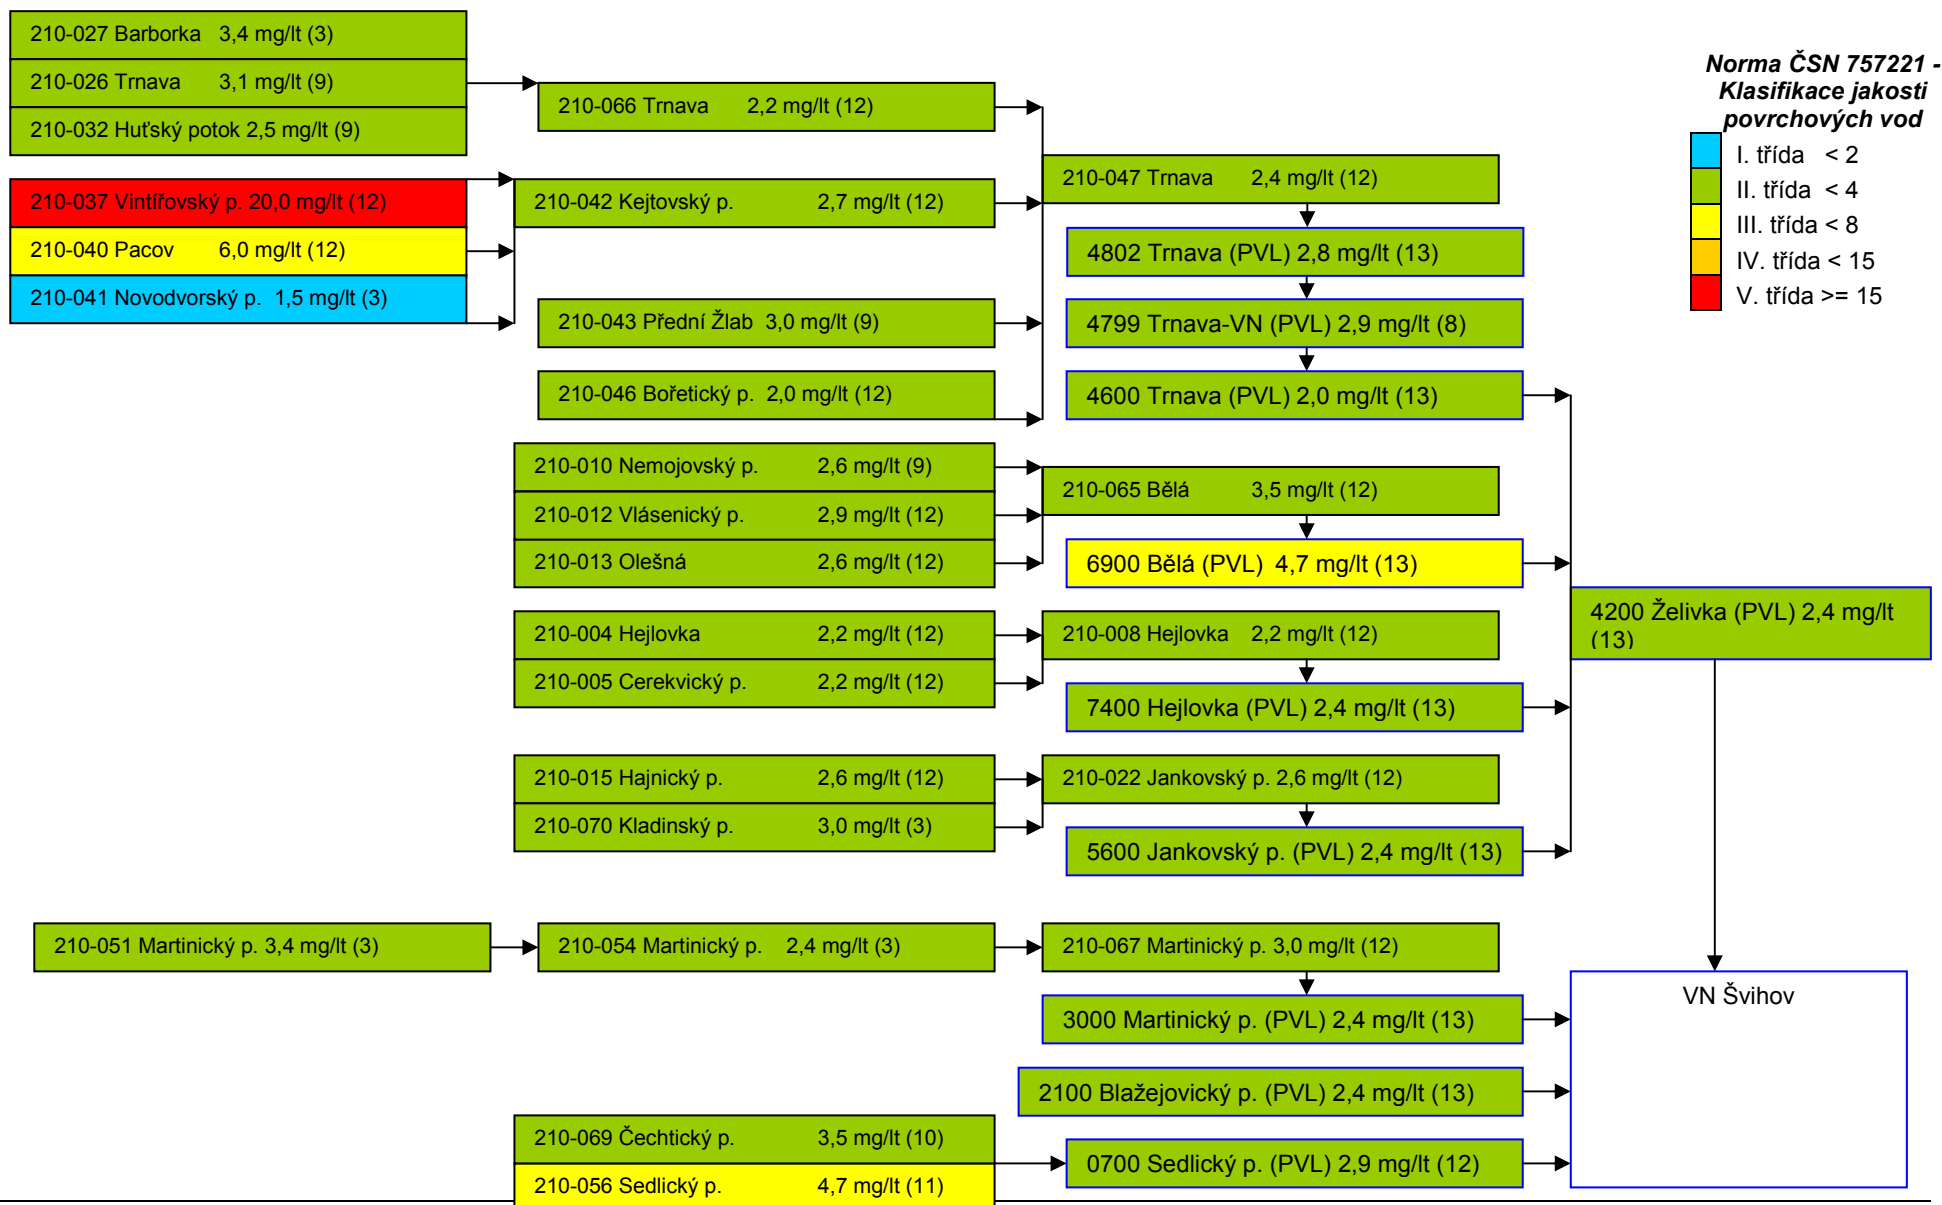 210-027 Barborka 3,4 mg/lt (3)
210-026 Trnava 3,1 mg/lt (9)
210-032 Huťský potok 2,5 mg/lt (9)
210-037 Vintířovský p. 20,0 mg/lt (12)
210-040 Pacov 6,0 mg/lt (12)
210-041 Novodvorský p. 1,5 mg/lt (3)
210-066 Trnava 2,2 mg/lt (12)
210-042 Kejtovský p. 2,7 mg/lt (12)
210-043 Přední Žlab 3,0 mg/lt (9)
210-046 Bořetický p. 2,0 mg/lt (12)
210-047 Trnava 2,4 mg/lt (12)
4802 Trnava (PVL) 2,8 mg/lt (13)
4799 Trnava-VN (PVL) 2,9 mg/lt (8)
4600 Trnava (PVL) 2,0 mg/lt (13)
Norma ČSN 757221 -
Klasifikace jakosti
povrchových vod
I. třída < 2
II. třída < 4
III. třída < 8
IV. třída < 15
V. třída >= 15
210-010 Nemojovský p. 2,6 mg/lt (9)
210-012 Vlásenický p. 2,9 mg/lt (12)
210-013 Olešná 2,6 mg/lt (12)
210-065 Bělá 3,5 mg/lt (12)
6900 Bělá (PVL) 4,7 mg/lt (13)
210-004 Hejlovka 2,2 mg/lt (12)
210-005 Cerekvický p. 2,2 mg/lt (12)
210-008 Hejlovka 2,2 mg/lt (12)
7400 Hejlovka (PVL) 2,4 mg/lt (13)
4200 Želivka (PVL) 2,4 mg/lt
(13)
210-015 Hajnický p. 2,6 mg/lt (12)
210-070 Kladinský p. 3,0 mg/lt (3)
210-022 Jankovský p. 2,6 mg/lt (12)
5600 Jankovský p. (PVL) 2,4 mg/lt (13)
210-051 Martinický p. 3,4 mg/lt (3)
210-054 Martinický p. 2,4 mg/lt (3)
210-067 Martinický p. 3,0 mg/lt (12)
3000 Martinický p. (PVL) 2,4 mg/lt (13)
VN Švihov
2100 Blažejovický p. (PVL) 2,4 mg/lt (13)
210-069 Čechtický p. 3,5 mg/lt (10)
210-056 Sedlický p. 4,7 mg/lt (11)
0700 Sedlický p. (PVL) 2,9 mg/lt (12)